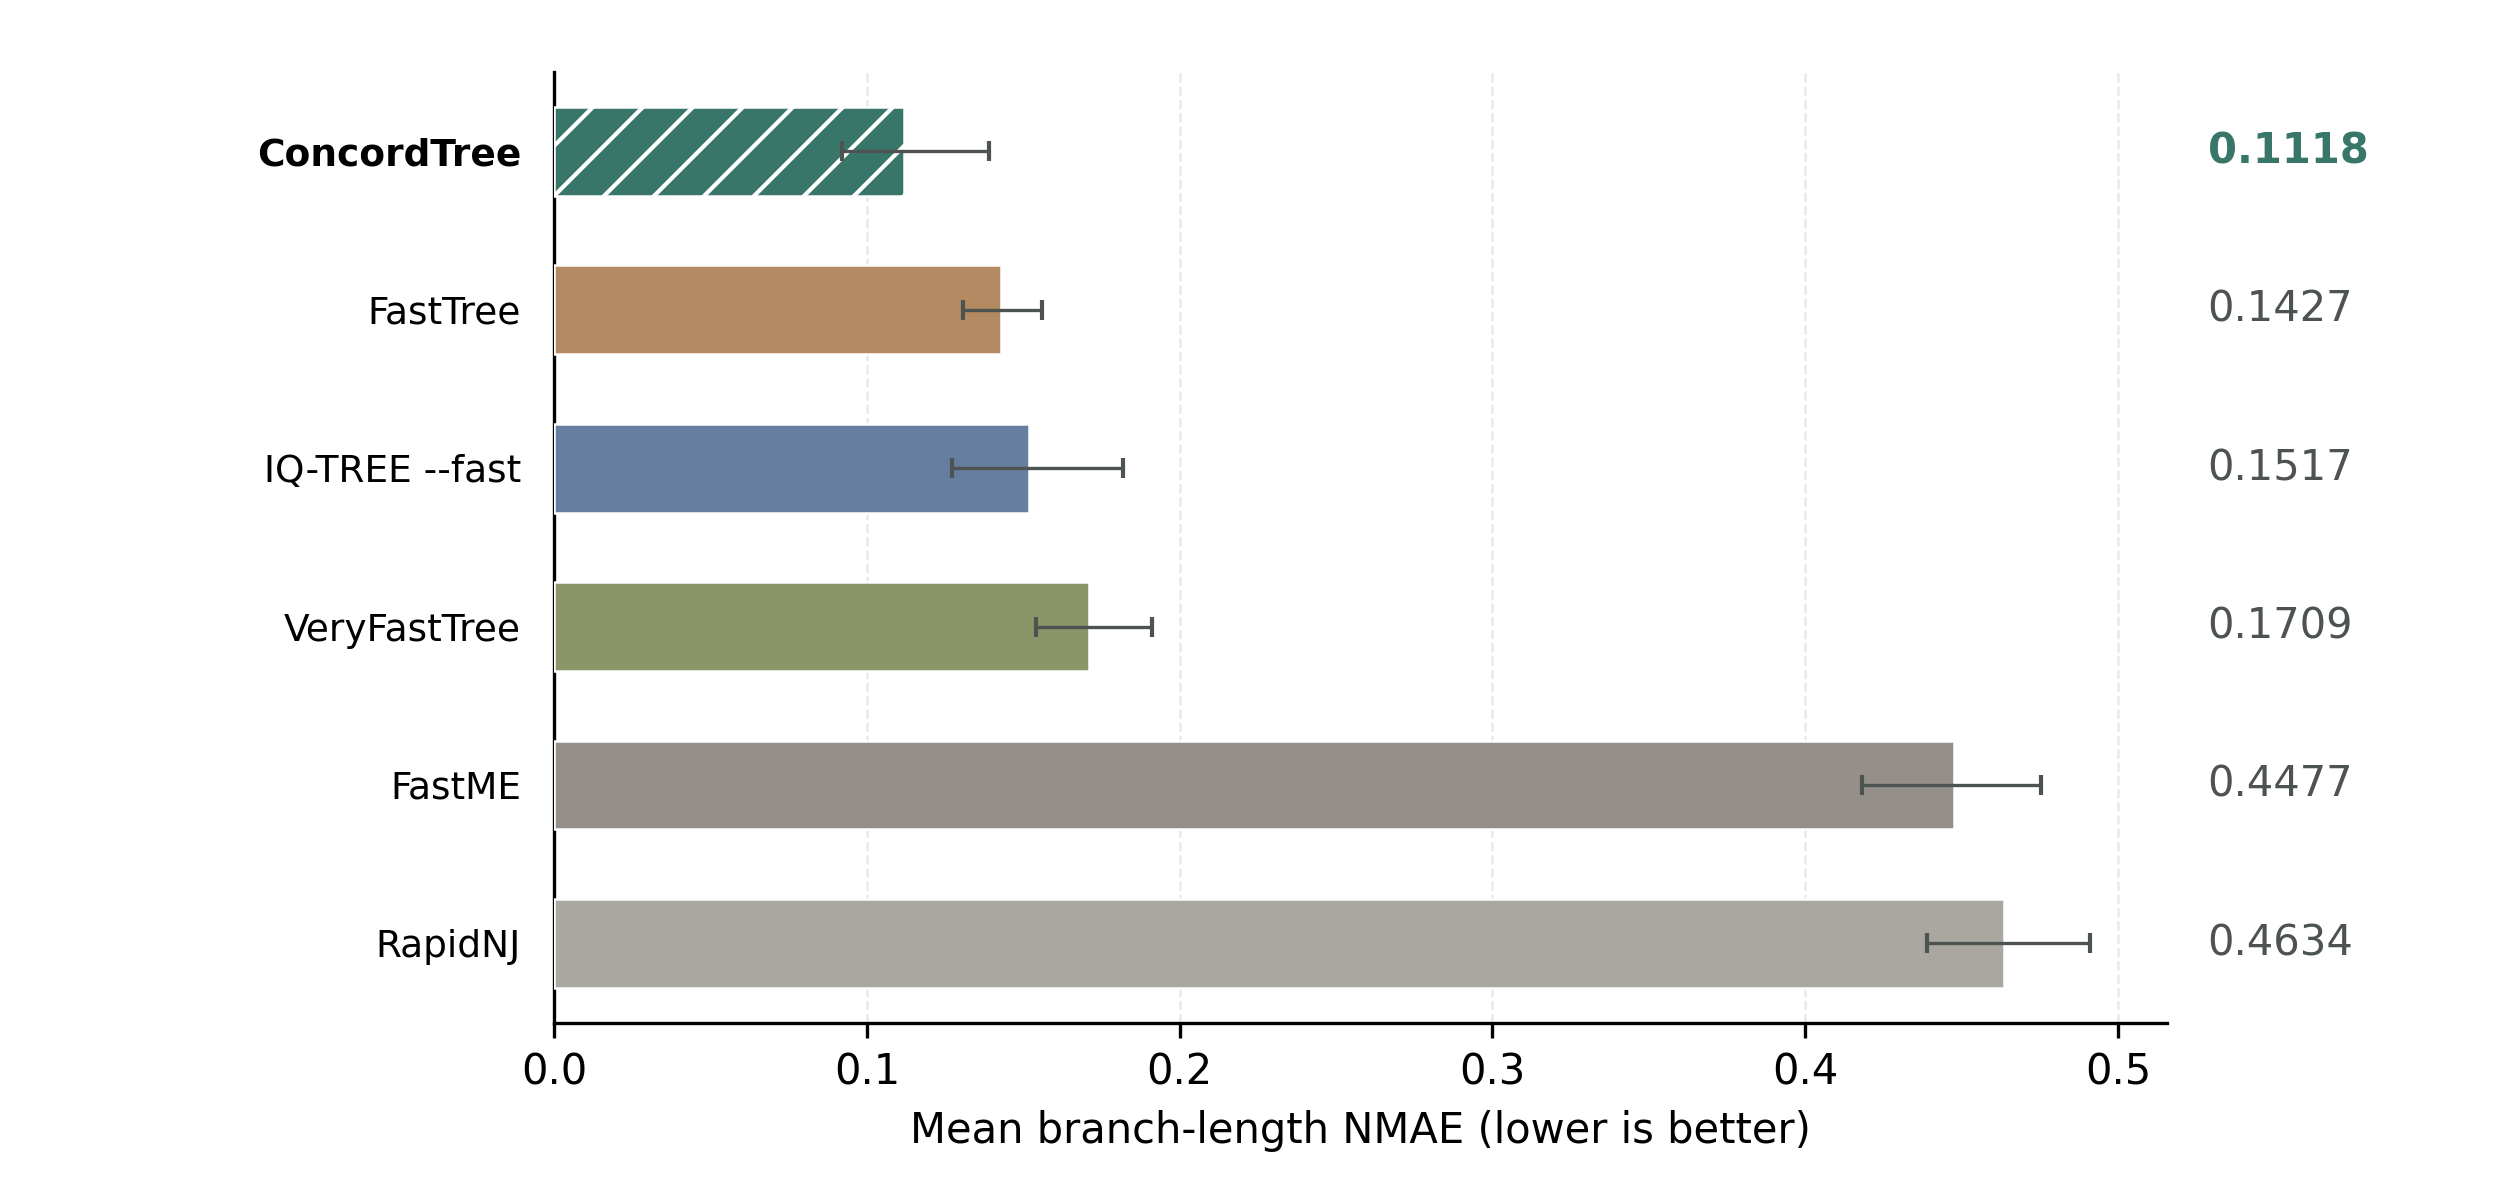 ConcordTree 0.1118
FastTree 0.1427
IQ-TREE --fast 0.1517
VeryFastTree 0.1709
FastME 0.4477
RapidNJ 0.4634
0.0 0.1 0.2 0.3 0.4 0.5
Mean branch-length NMAE (lower is better)